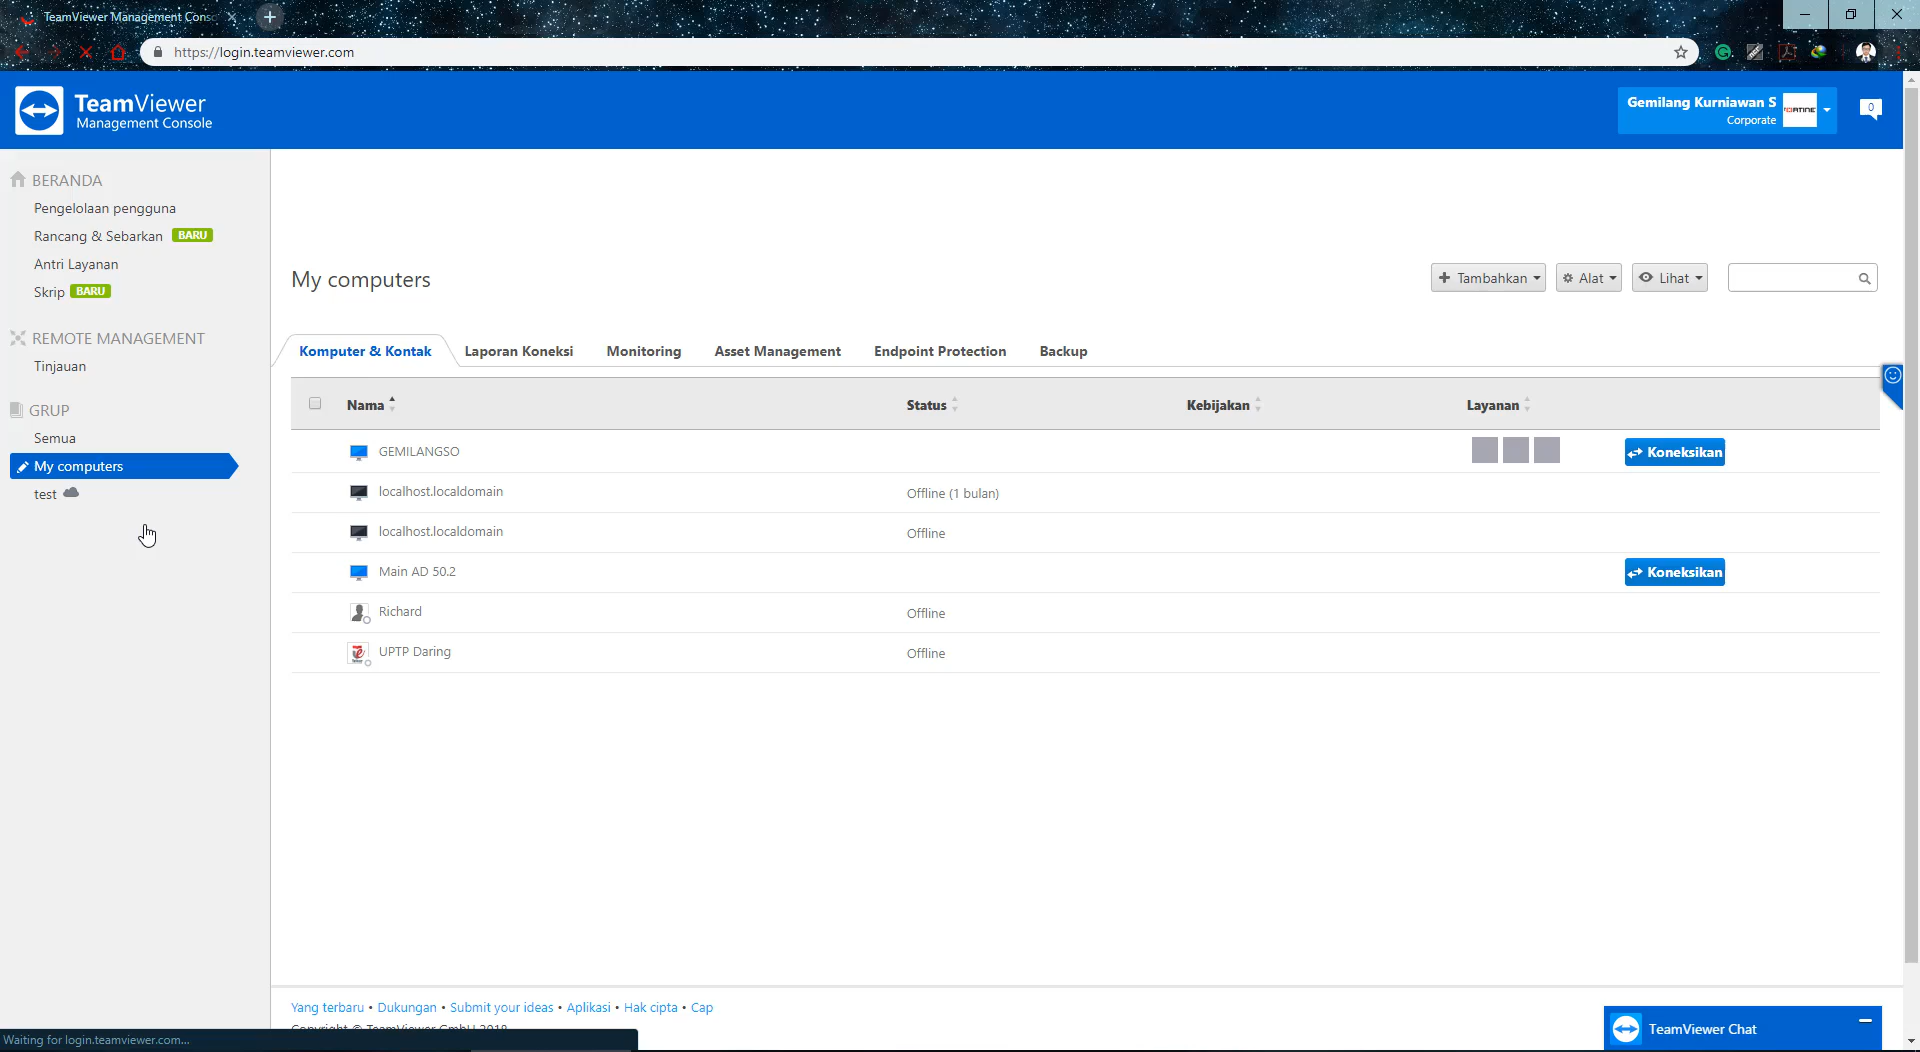 TeamViewer Management Cons
https://login.teamviewer.com
TeamViewer
Management Console
Gemilang Kurniawan S
Corporate
0
BERANDA
Pengelolaan pengguna
Rancang & Sebarkan BARU
Antri Layanan
Skrip BARU
REMOTE MANAGEMENT
Tinjauan
GRUP
Semua
My computers
test
My computers
Tambahkan
Alat
Lihat
Komputer & Kontak
Laporan Koneksi
Monitoring
Asset Management
Endpoint Protection
Backup
Nama
Status
Kebijakan
Layanan
GEMILANGSO
Koneksikan
localhost.localdomain
Offline (1 bulan)
localhost.localdomain
Offline
Main AD 50.2
Koneksikan
Richard
Offline
UPTP Daring
Offline
Yang terbaru • Dukungan • Submit your ideas • Aplikasi • Hak cipta • Cap
Copyright © TeamViewer GmbH 2018
Waiting for login.teamviewer.com...
TeamViewer Chat